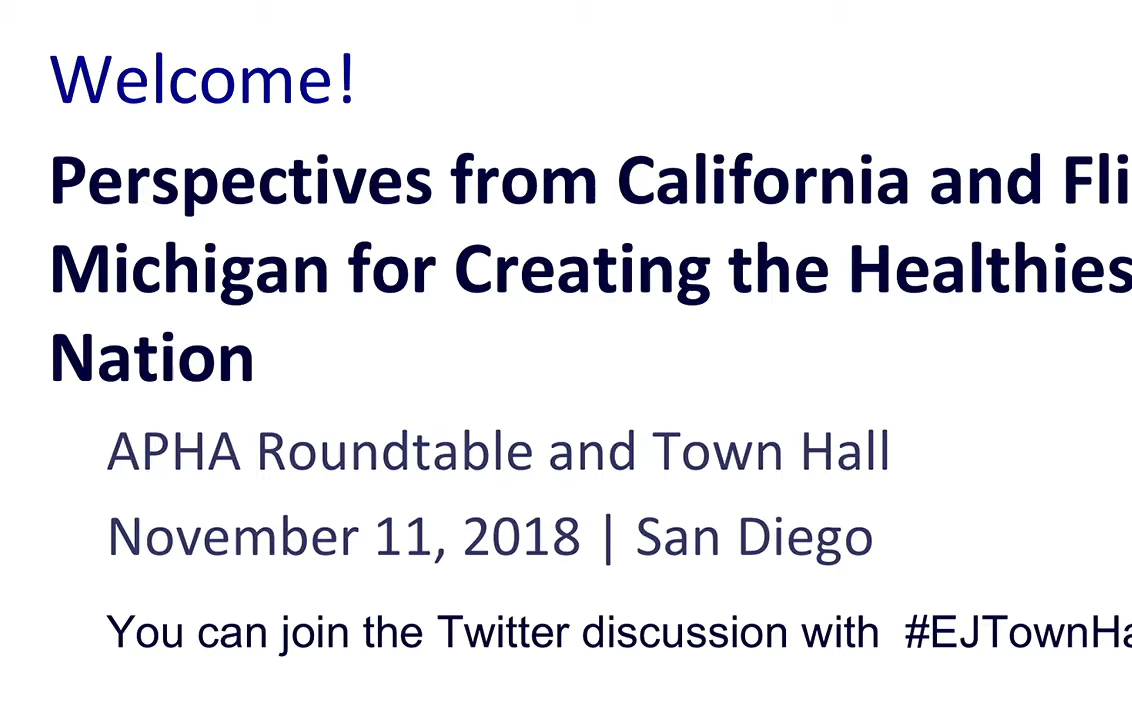 Welcome!
Perspectives from California and Fli
Michigan for Creating the Healthies
Nation
APHA Roundtable and Town Hall
November 11, 2018 | San Diego
You can join the Twitter discussion with #EJTownHa